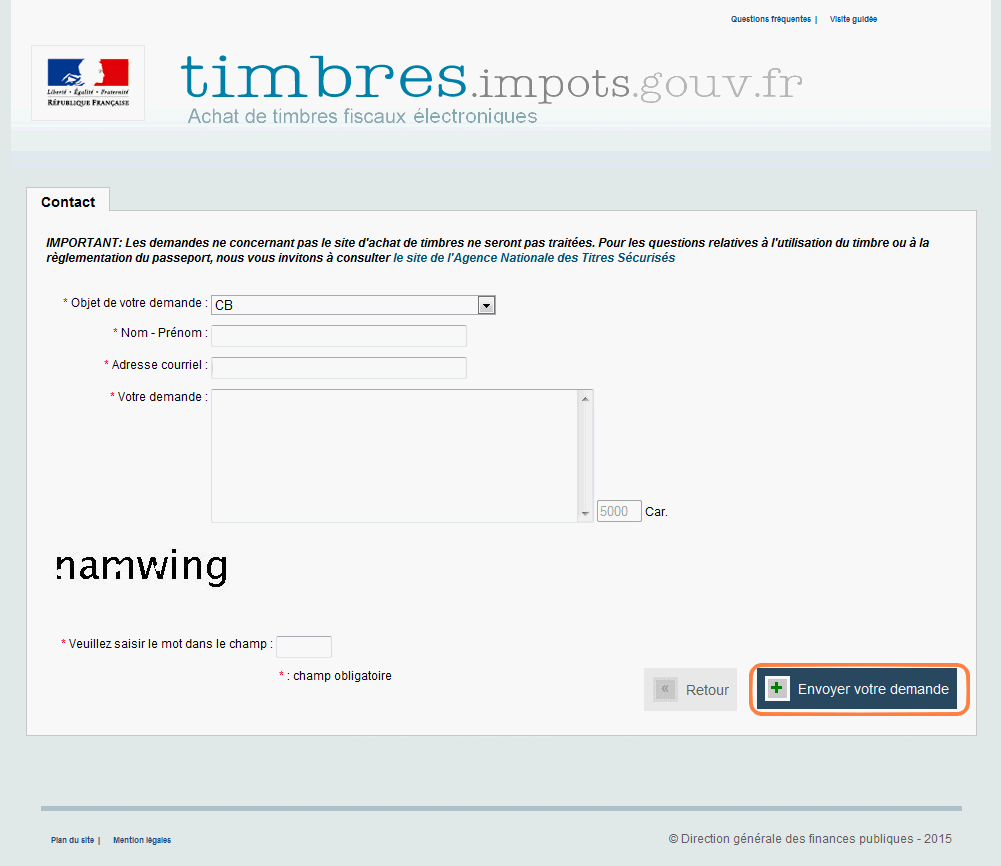 Questions fréquentes | Visite guidée
Liberté • Égalité • Fraternité
RÉPUBLIQUE FRANÇAISE
timbres.impots.gouv.fr
Achat de timbres fiscaux électroniques
Contact
IMPORTANT: Les demandes ne concernant pas le site d'achat de timbres ne seront pas traitées. Pour les questions relatives à l'utilisation du timbre ou à la
règlementation du passeport, nous vous invitons à consulter le site de l'Agence Nationale des Titres Sécurisés
* Objet de votre demande : CB
* Nom - Prénom :
* Adresse courriel :
* Votre demande :
5000 Car.
namwing
* Veuillez saisir le mot dans le champ :
* : champ obligatoire
« Retour
Envoyer votre demande
Plan du site | Mention légales
© Direction générale des finances publiques - 2015